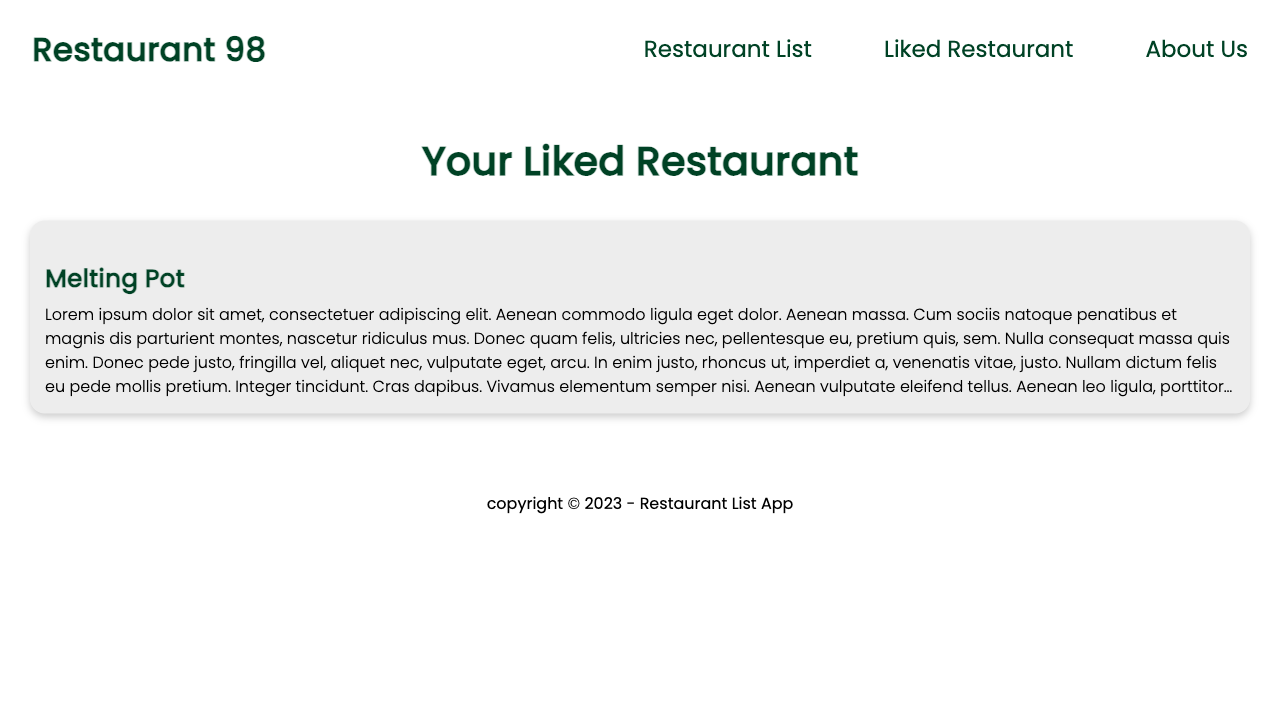 Restaurant 98
Restaurant List
Liked Restaurant
About Us
Your Liked Restaurant
Melting Pot
Lorem ipsum dolor sit amet, consectetuer adipiscing elit. Aenean commodo ligula eget dolor. Aenean massa. Cum sociis natoque penatibus et
magnis dis parturient montes, nascetur ridiculus mus. Donec quam felis, ultricies nec, pellentesque eu, pretium quis, sem. Nulla consequat massa quis
enim. Donec pede justo, fringilla vel, aliquet nec, vulputate eget, arcu. In enim justo, rhoncus ut, imperdiet a, venenatis vitae, justo. Nullam dictum felis
eu pede mollis pretium. Integer tincidunt. Cras dapibus. Vivamus elementum semper nisi. Aenean vulputate eleifend tellus. Aenean leo ligula, porttitor...
copyright © 2023 - Restaurant List App